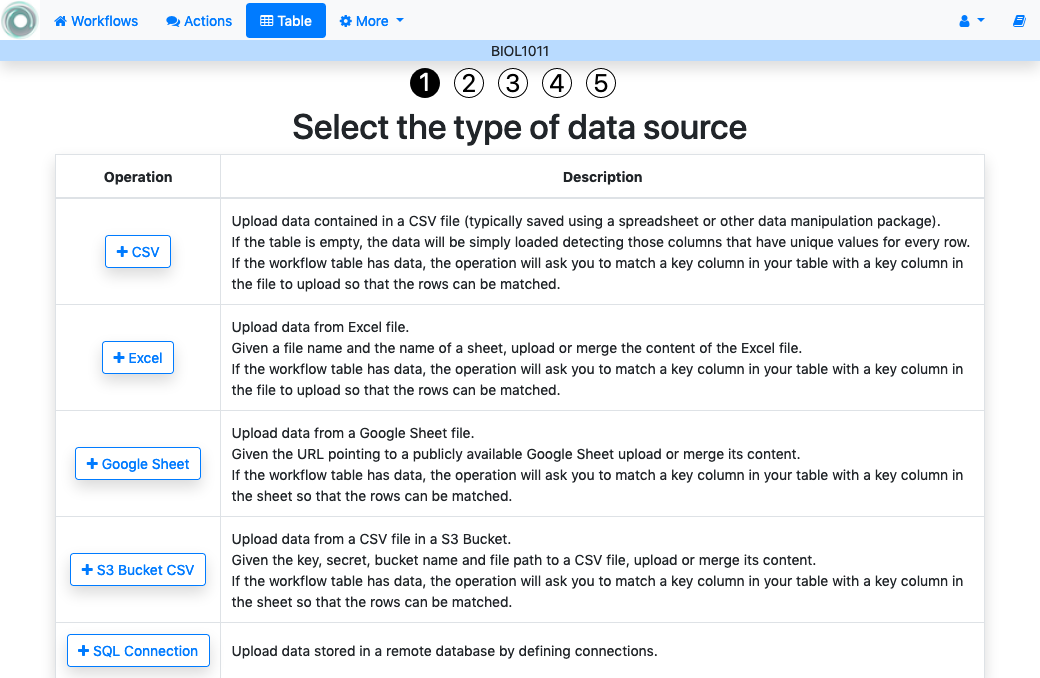 Workflows Actions Table More
BIOL1011
1 2 3 4 5
Select the type of data source
Operation Description
CSV
Upload data contained in a CSV file (typically saved using a spreadsheet or other data manipulation package).
If the table is empty, the data will be simply loaded detecting those columns that have unique values for every row.
If the workflow table has data, the operation will ask you to match a key column in your table with a key column in
the file to upload so that the rows can be matched.
Excel
Upload data from Excel file.
Given a file name and the name of a sheet, upload or merge the content of the Excel file.
If the workflow table has data, the operation will ask you to match a key column in your table with a key column in
the file to upload so that the rows can be matched.
Google Sheet
Upload data from a Google Sheet file.
Given the URL pointing to a publicly available Google Sheet upload or merge its content.
If the workflow table has data, the operation will ask you to match a key column in your table with a key column in
the sheet so that the rows can be matched.
S3 Bucket CSV
Upload data from a CSV file in a S3 Bucket.
Given the key, secret, bucket name and file path to a CSV file, upload or merge its content.
If the workflow table has data, the operation will ask you to match a key column in your table with a key column in
the sheet so that the rows can be matched.
SQL Connection
Upload data stored in a remote database by defining connections.